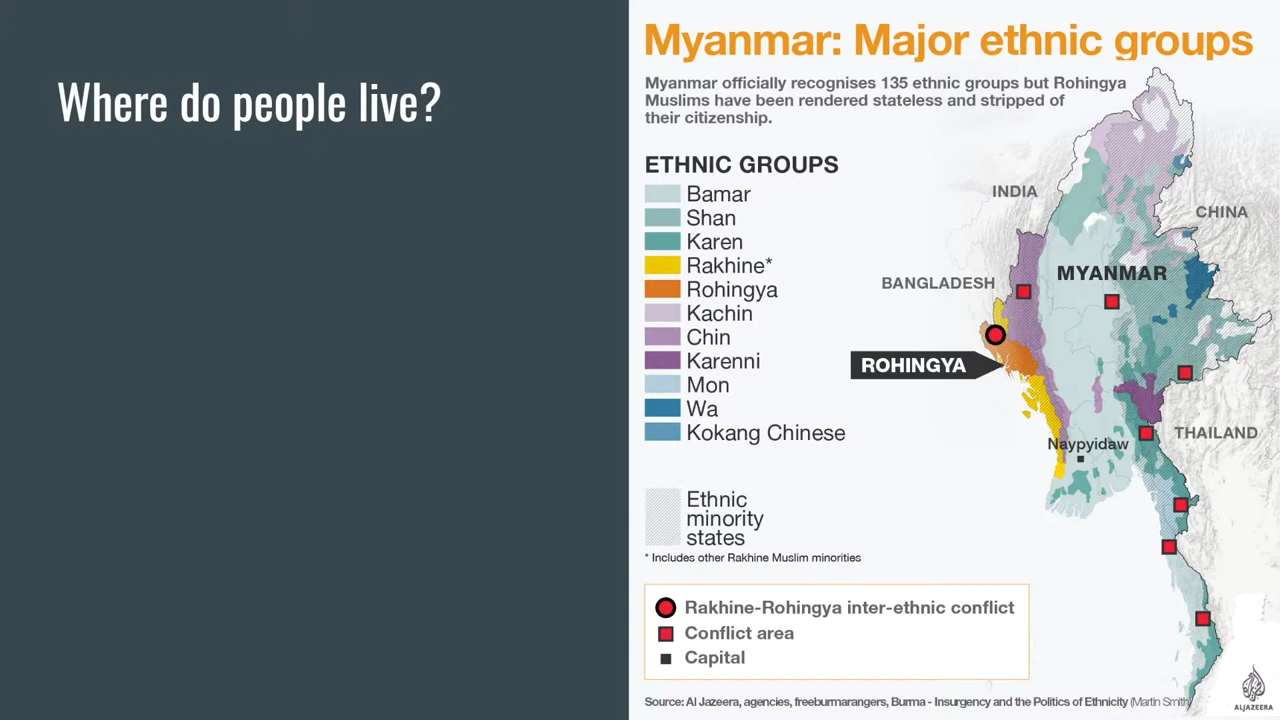 Where do people live?
Myanmar: Major ethnic groups
Myanmar officially recognises 135 ethnic groups but Rohingya
Muslims have been rendered stateless and stripped of
their citizenship.
ETHNIC GROUPS
Bamar
Shan
Karen
Rakhine*
Rohingya
Kachin
Chin
Karenni
Mon
Wa
Kokang Chinese
Ethnic
minority
states
* Includes other Rakhine Muslim minorities
INDIA
CHINA
MYANMAR
BANGLADESH
ROHINGYA
THAILAND
Naypyidaw
Rakhine-Rohingya inter-ethnic conflict
Conflict area
Capital
Source: Al Jazeera, agencies, freeburmarangers, Burma - Insurgency and the Politics of Ethnicity (Martin Smith)
ALJAZEERA